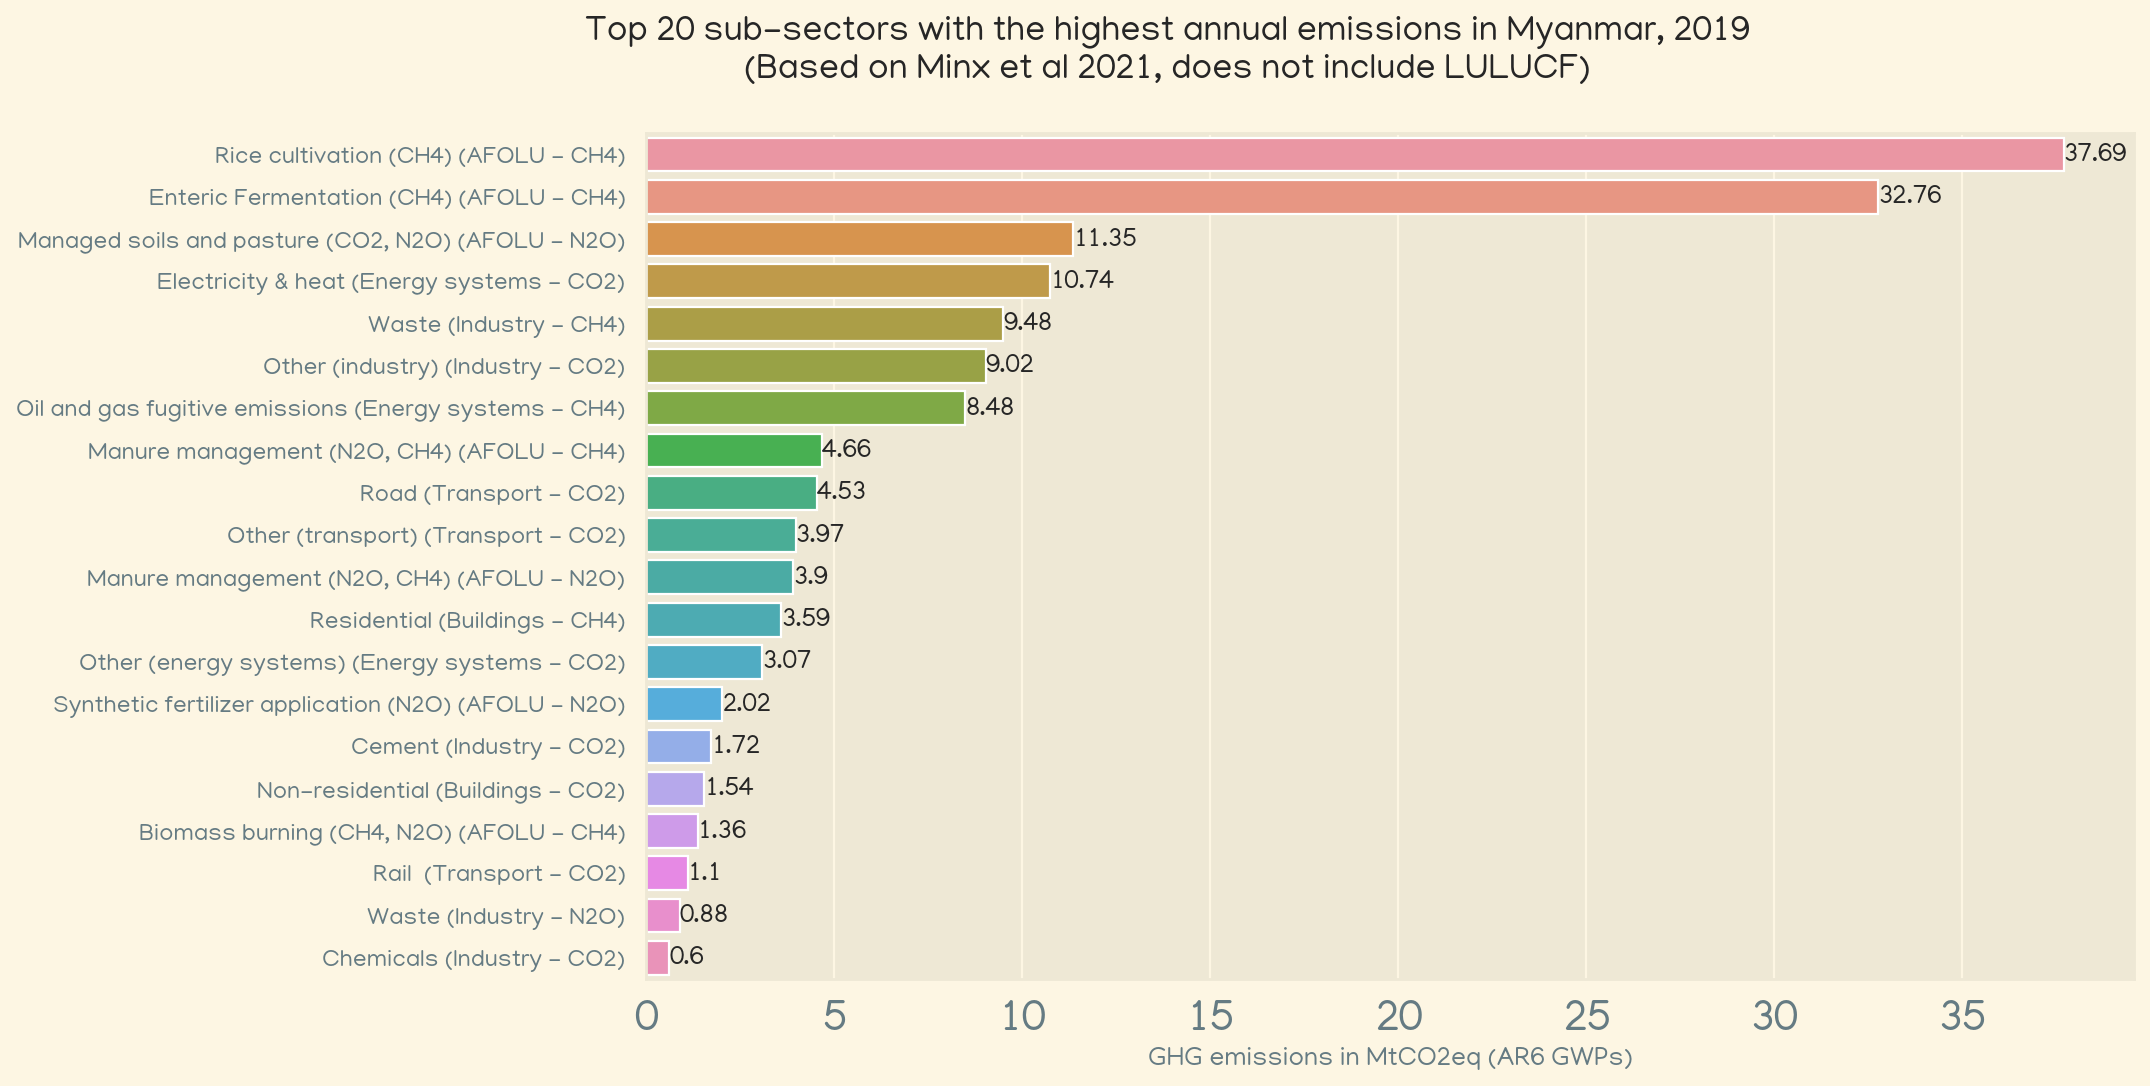 Top 20 sub-sectors with the highest annual emissions in Myanmar, 2019
(Based on Minx et al 2021, does not include LULUCF)
Rice cultivation (CH4) (AFOLU - CH4) 37.69
Enteric Fermentation (CH4) (AFOLU - CH4) 32.76
Managed soils and pasture (CO2, N2O) (AFOLU - N2O) 11.35
Electricity & heat (Energy systems - CO2) 10.74
Waste (Industry - CH4) 9.48
Other (industry) (Industry - CO2) 9.02
Oil and gas fugitive emissions (Energy systems - CH4) 8.48
Manure management (N2O, CH4) (AFOLU - CH4) 4.66
Road (Transport - CO2) 4.53
Other (transport) (Transport - CO2) 3.97
Manure management (N2O, CH4) (AFOLU - N2O) 3.9
Residential (Buildings - CH4) 3.59
Other (energy systems) (Energy systems - CO2) 3.07
Synthetic fertilizer application (N2O) (AFOLU - N2O) 2.02
Cement (Industry - CO2) 1.72
Non-residential (Buildings - CO2) 1.54
Biomass burning (CH4, N2O) (AFOLU - CH4) 1.36
Rail (Transport - CO2) 1.1
Waste (Industry - N2O) 0.88
Chemicals (Industry - CO2) 0.6
0 5 10 15 20 25 30 35
GHG emissions in MtCO2eq (AR6 GWPs)